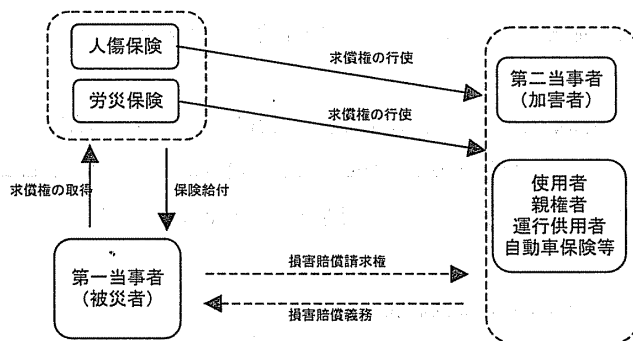 人傷保険
労災保険
求償権の行使
求償権の行使
第二当事者
（加害者）
使用者
親権者
運行供用者
自動車保険等
求償権の取得
保険給付
第一当事者
（被災者）
損害賠償請求権
損害賠償義務